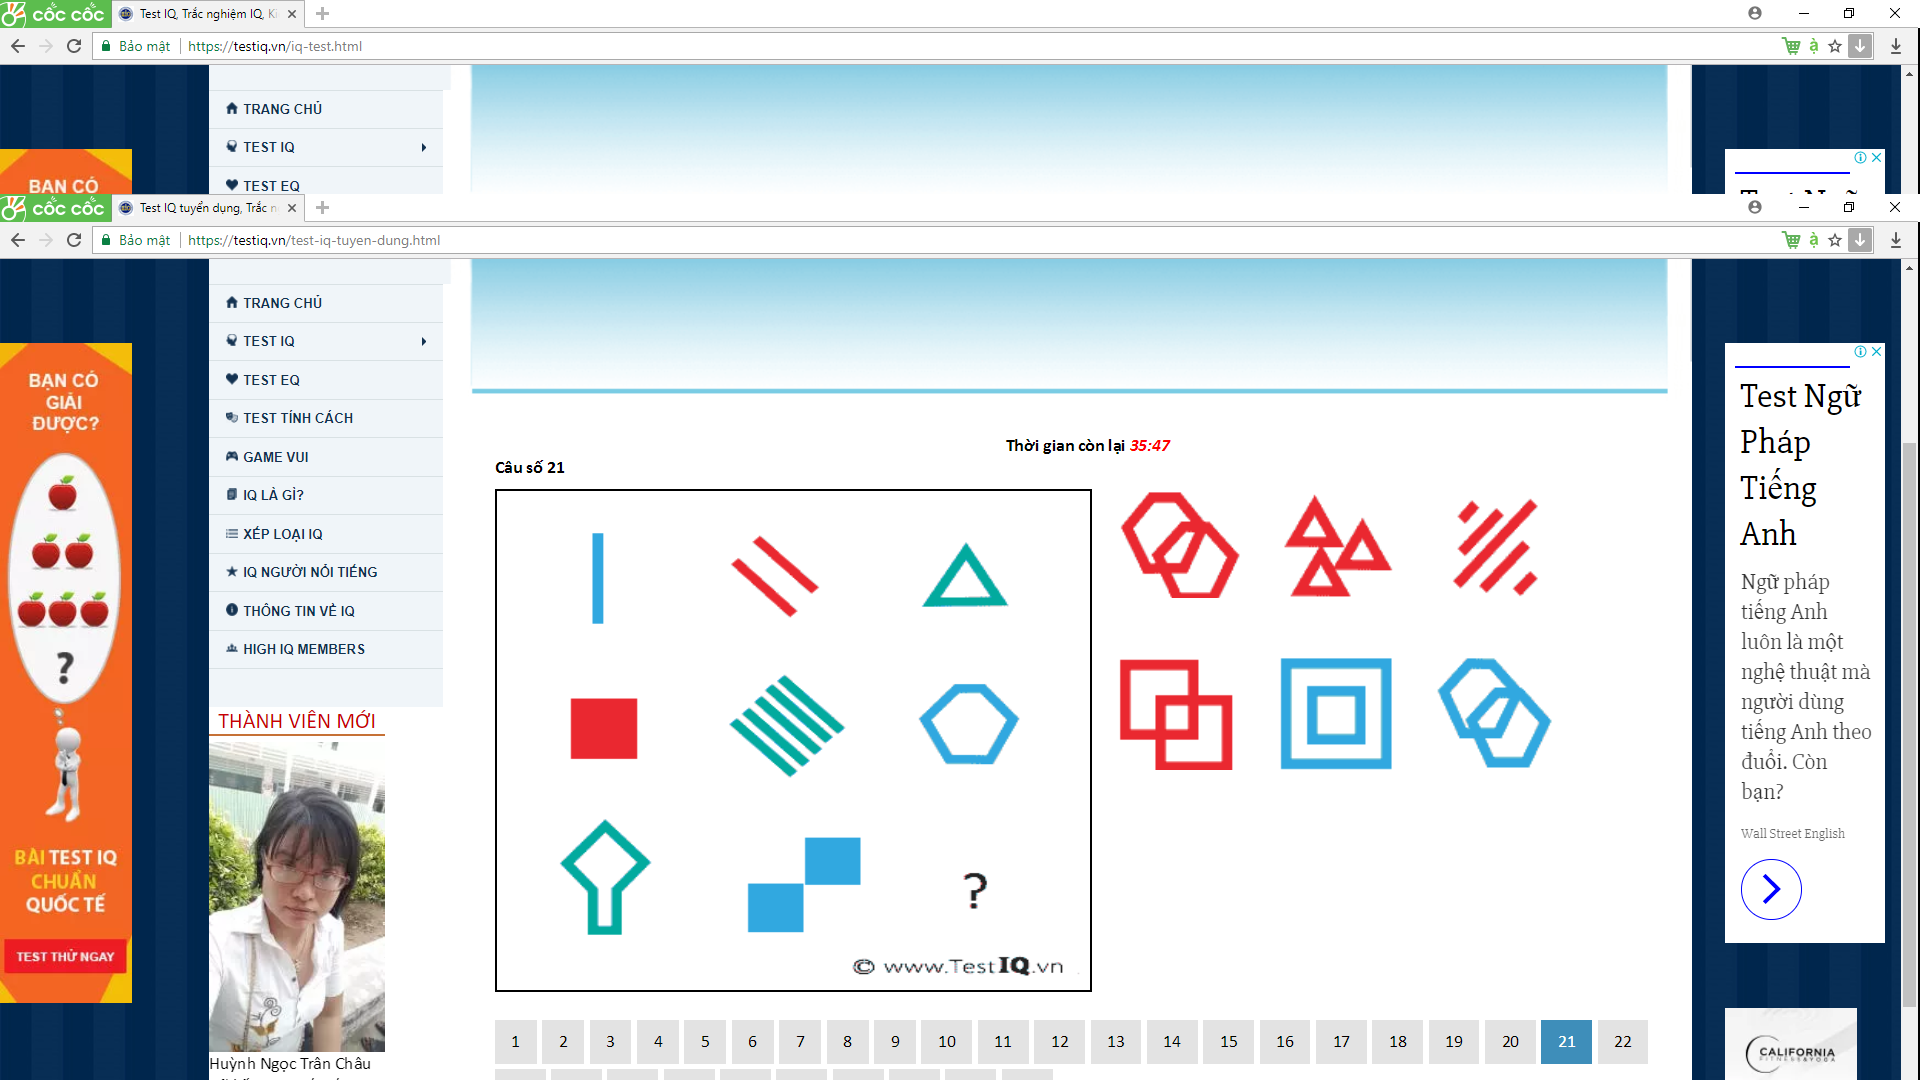 cốc cốc
Test IQ, Trắc nghiệm IQ, Ki
Bảo mật
https://testiq.vn/iq-test.html
TRANG CHỦ
TEST IQ
TEST EQ
BẠN CÓ
cốc cốc
Test IQ tuyển dụng, Trắc n
Bảo mật
https://testiq.vn/test-iq-tuyen-dung.html
TRANG CHỦ
TEST IQ
TEST EQ
TEST TÍNH CÁCH
GAME VUI
IQ LÀ GÌ?
XẾP LOẠI IQ
IQ NGƯỜI NỔI TIẾNG
THÔNG TIN VỀ IQ
HIGH IQ MEMBERS
BẠN CÓ
GIẢI
ĐƯỢC?
?
BÀI TEST IQ
CHUẨN
QUỐC TẾ
TEST THỬ NGAY
THÀNH VIÊN MỚI
Huỳnh Ngọc Trân Châu
Thời gian còn lại 35:47
Câu số 21
?
© www.TestIQ.vn
1 2 3 4 5 6 7 8 9 10 11 12 13 14 15 16 17 18 19 20 21 22
Test Ngữ
Pháp
Tiếng
Anh
Ngữ pháp
tiếng Anh
luôn là một
nghệ thuật mà
người dùng
tiếng Anh theo
đuổi. Còn
bạn?
Wall Street English
CALIFORNIA
FITNESS & YOGA